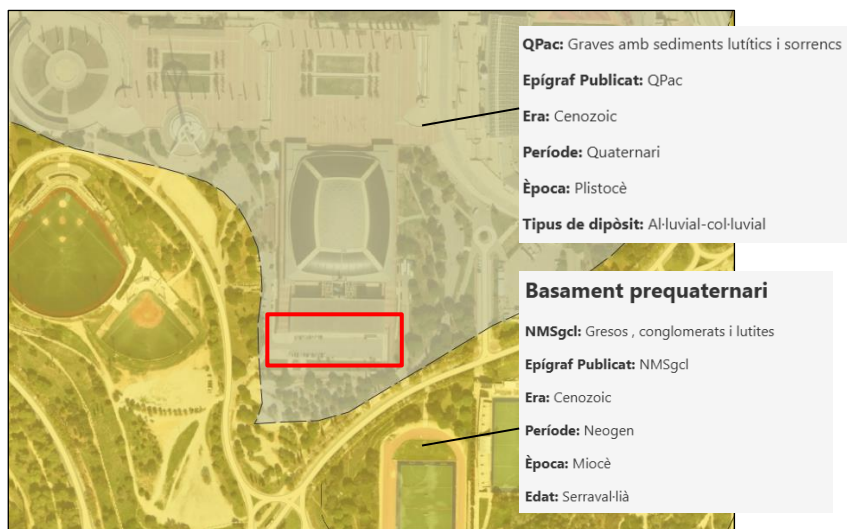 QPac: Graves amb sediments lutítics i sorrencs
Epígraf Publicat: QPac
Era: Cenozoic
Període: Quaternari
Època: Plistocè
Tipus de dipòsit: Al·luvial-col·luvial
Basament prequaternari
NMSgcl: Gresos , conglomerats i lutites
Epígraf Publicat: NMSgcl
Era: Cenozoic
Període: Neogen
Època: Miocè
Edat: Serraval·lià